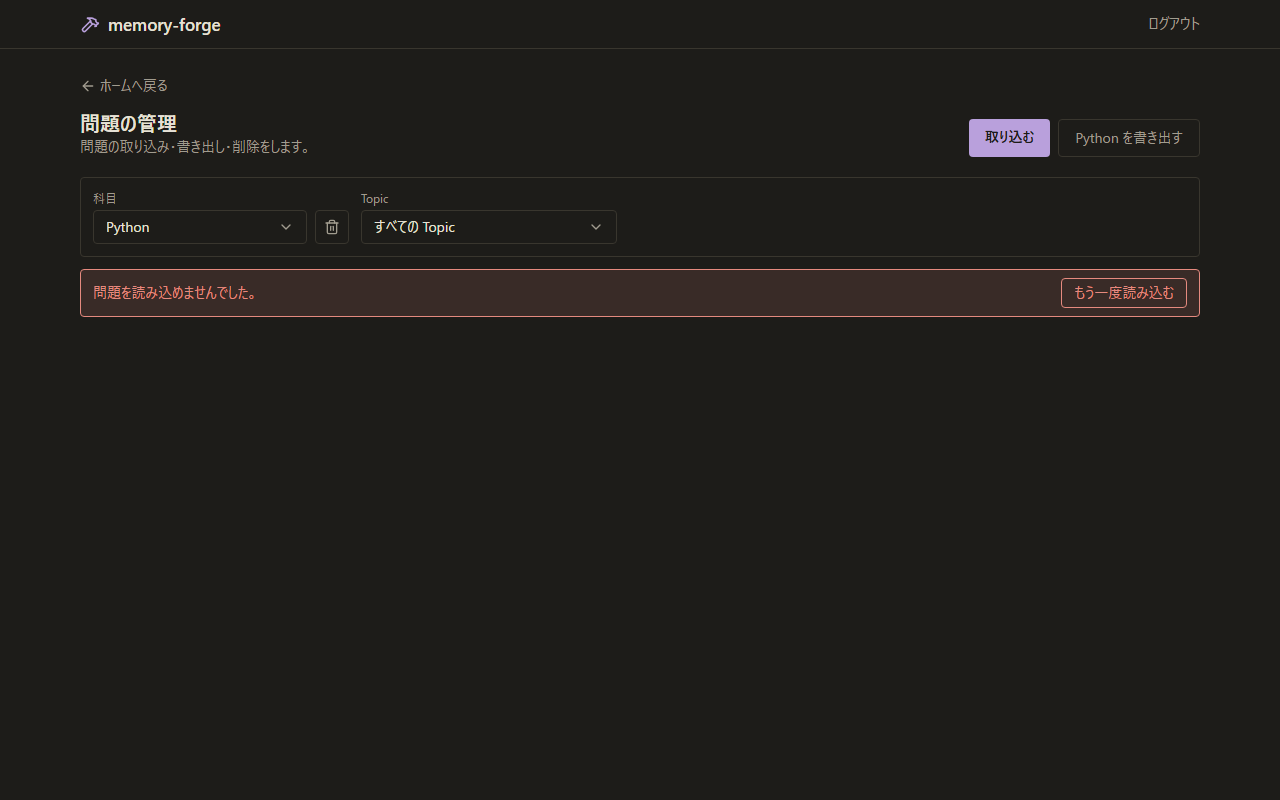 memory-forge
ログアウト
ホームへ戻る
問題の管理
問題の取り込み・書き出し・削除をします。
取り込む
Python を書き出す
科目
Topic
Python
すべての Topic
問題を読み込めませんでした。
もう一度読み込む